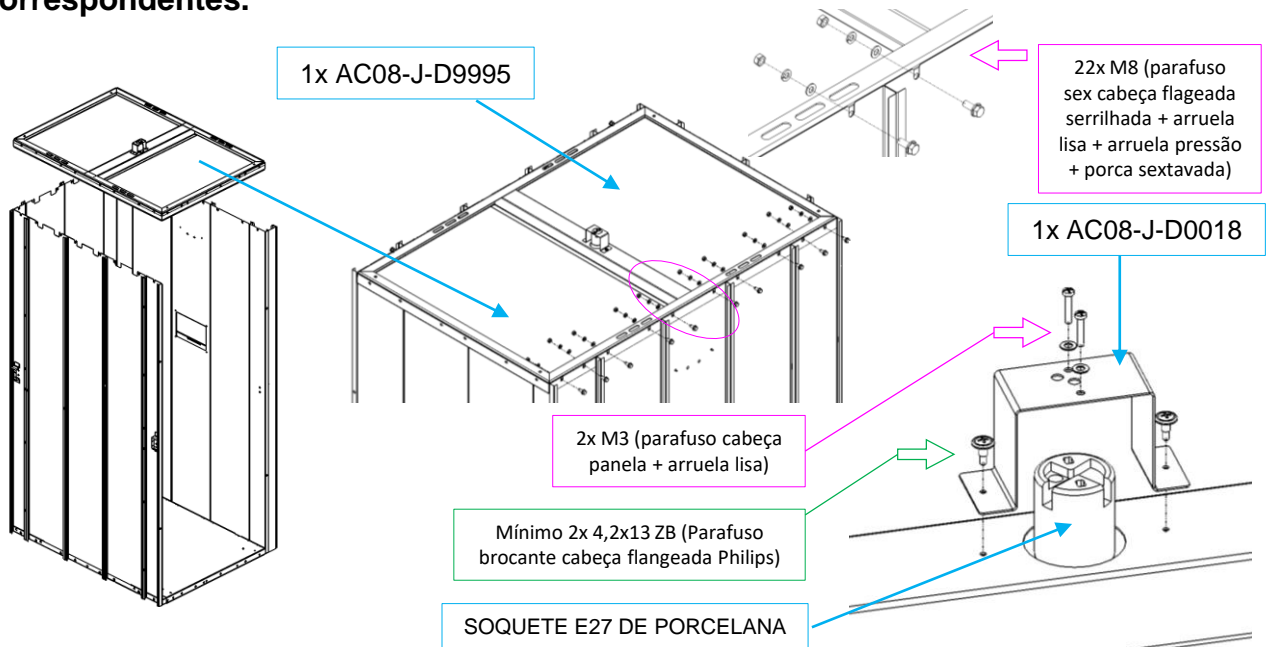 orrespondentes.
1x AC08-J-D9995
22x M8 (parafuso
sex cabeça flageada
serrilhada + arruela
lisa + arruela pressão
+ porca sextavada)
1x AC08-J-D0018
2x M3 (parafuso cabeça
panela + arruela lisa)
Mínimo 2x 4,2x13 ZB (Parafuso
brocante cabeça flangeada Philips)
SOQUETE E27 DE PORCELANA